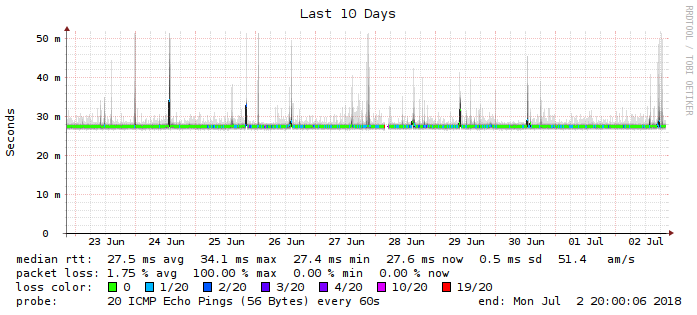 Last 10 Days
RRDTOOL / TOBI OETIKER
Seconds
50 m
40 m
30 m
20 m
10 m
0
23 Jun 24 Jun 25 Jun 26 Jun 27 Jun 28 Jun 29 Jun 30 Jun 01 Jul 02 Jul
median rtt: 27.5 ms avg 34.1 ms max 27.4 ms min 27.6 ms now 0.5 ms sd 51.4 am/s
packet loss: 1.75 % avg 100.00 % max 0.00 % min 0.00 % now
loss color: 0 1/20 2/20 3/20 4/20 10/20 19/20
probe: 20 ICMP Echo Pings (56 Bytes) every 60s end: Mon Jul 2 20:00:06 2018